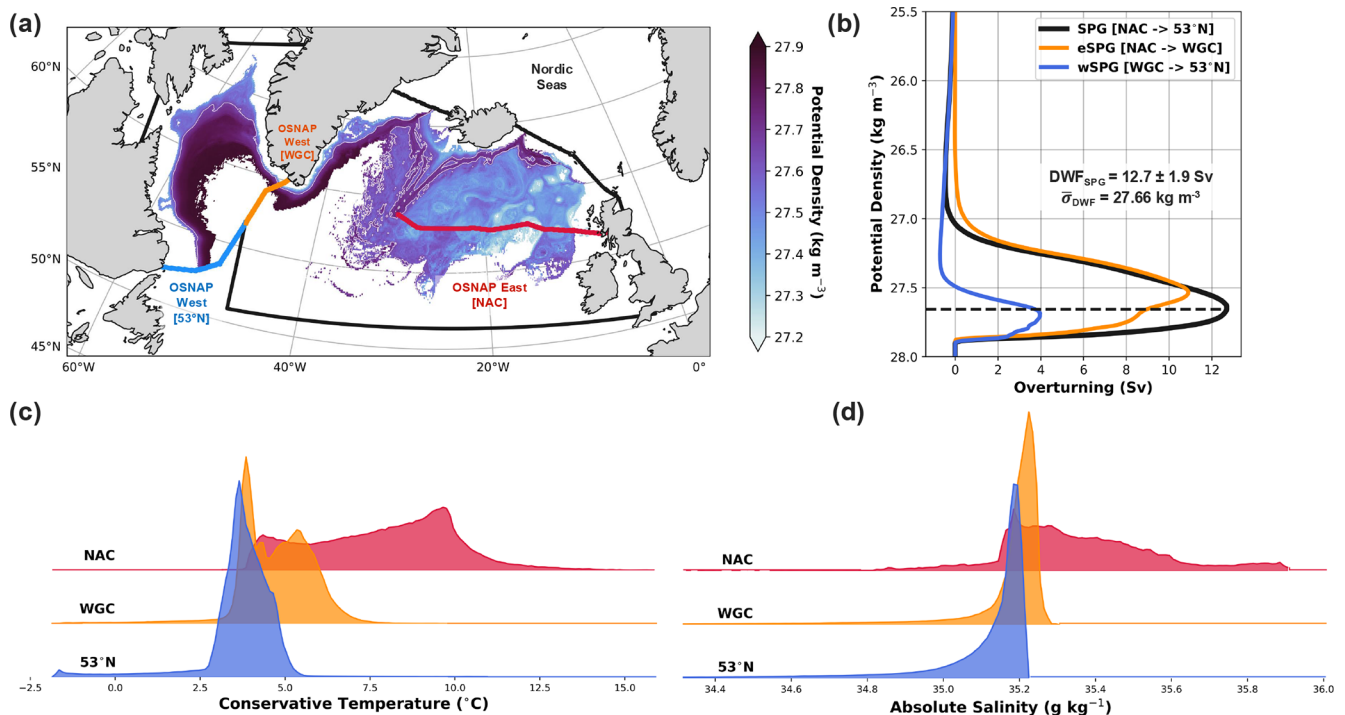 (a)
60°N
55°N
50°N
45°N
60°W
40°W
20°W
0°
Nordic
Seas
OSNAP
West
[WGC]
OSNAP
West
[53°N]
OSNAP East
[NAC]
27.9
27.8
27.7
27.6
27.5
27.4
27.3
27.2
Potential Density (kg m⁻³)
(b)
25.5
26.0
26.5
27.0
27.5
28.0
Potential Density (kg m⁻³)
SPG [NAC -> 53°N]
eSPG [NAC -> WGC]
wSPG [WGC -> 53°N]
DWF_SPG = 12.7 ± 1.9 Sv
σ̅_DWF = 27.66 kg m⁻³
0 2 4 6 8 10 12
Overturning (Sv)
(c)
NAC
WGC
53°N
-2.5 0.0 2.5 5.0 7.5 10.0 12.5 15.0
Conservative Temperature (°C)
(d)
NAC
WGC
53°N
34.4 34.6 34.8 35.0 35.2 35.4 35.6 35.8 36.0
Absolute Salinity (g kg⁻¹)